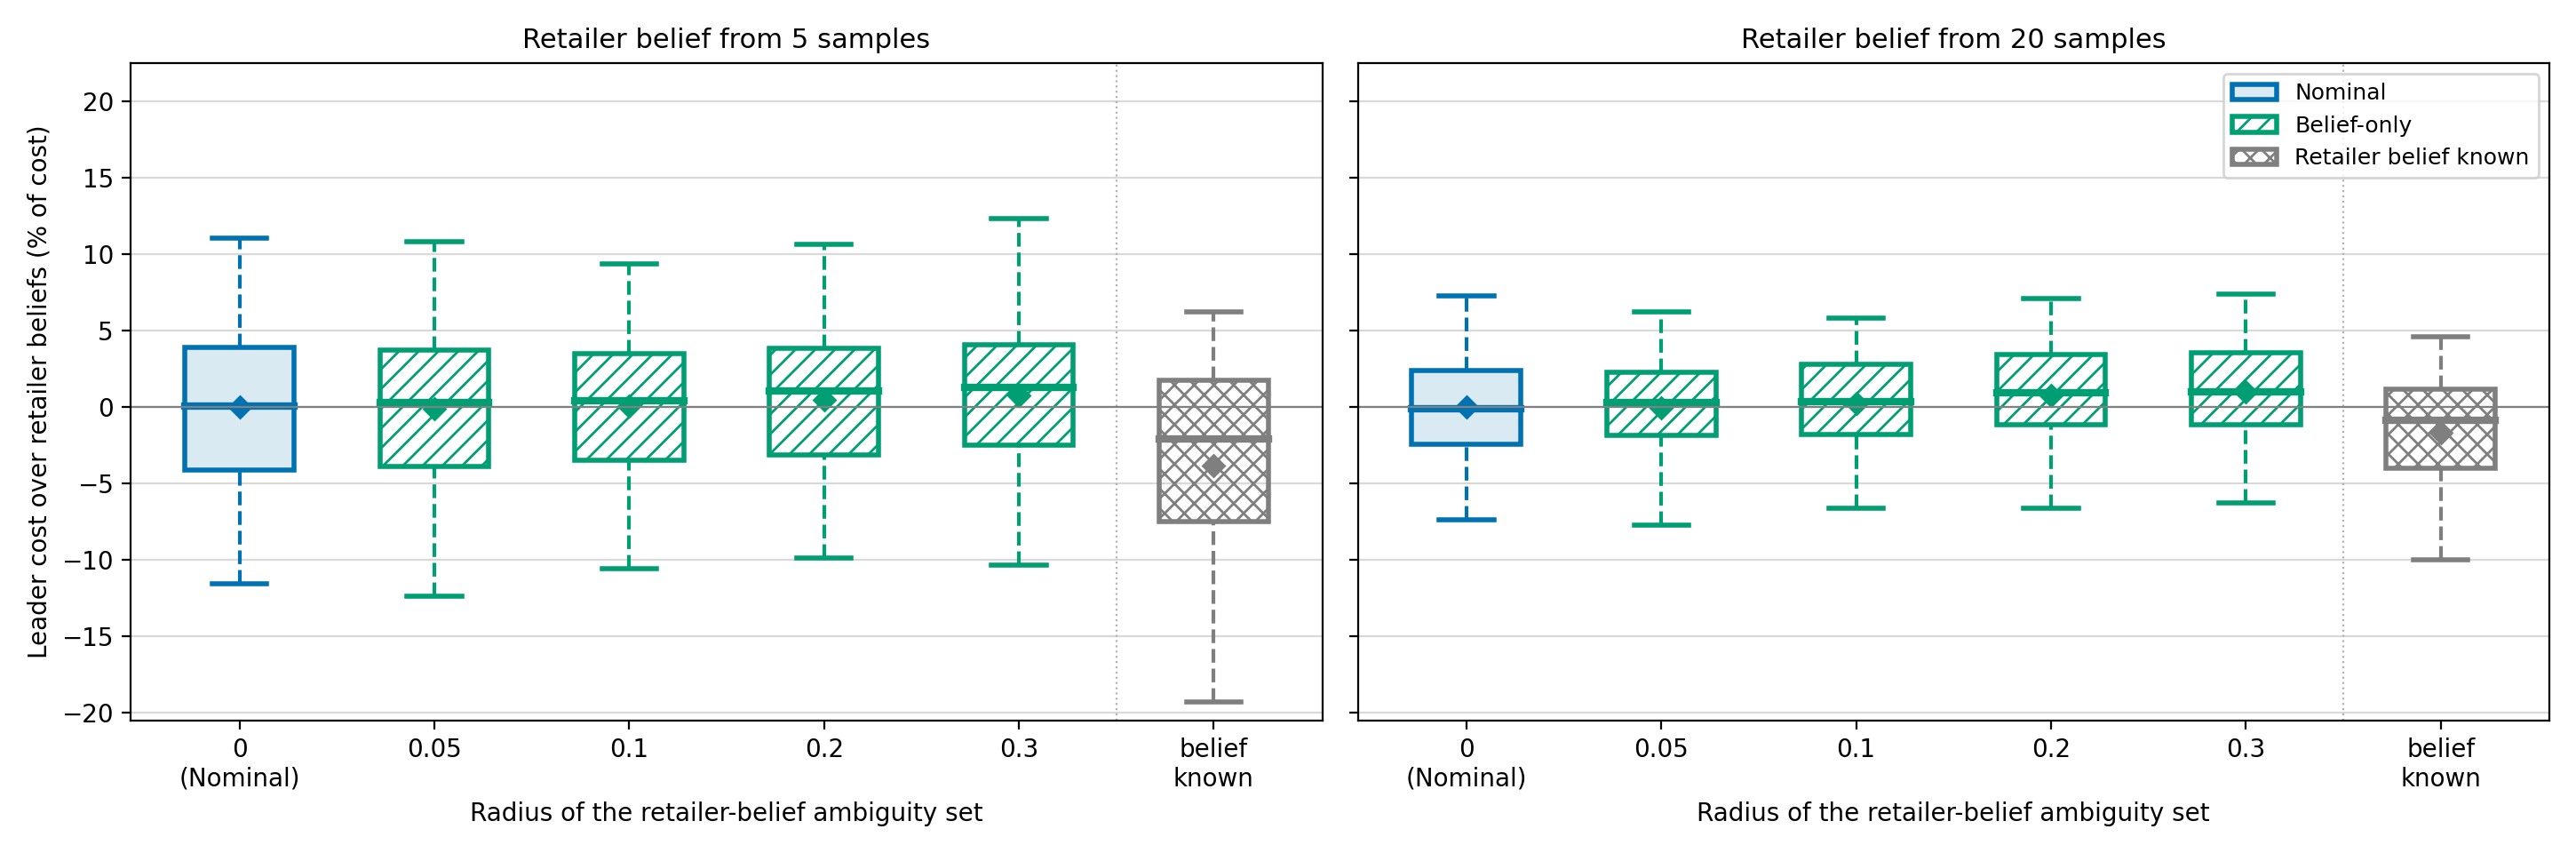 Retailer belief from 5 samples
Retailer belief from 20 samples
Leader cost over retailer beliefs (% of cost)
20
15
10
5
0
−5
−10
−15
−20
0
(Nominal)
0.05
0.1
0.2
0.3
belief
known
Radius of the retailer-belief ambiguity set
Nominal
Belief-only
Retailer belief known
0
(Nominal)
0.05
0.1
0.2
0.3
belief
known
Radius of the retailer-belief ambiguity set